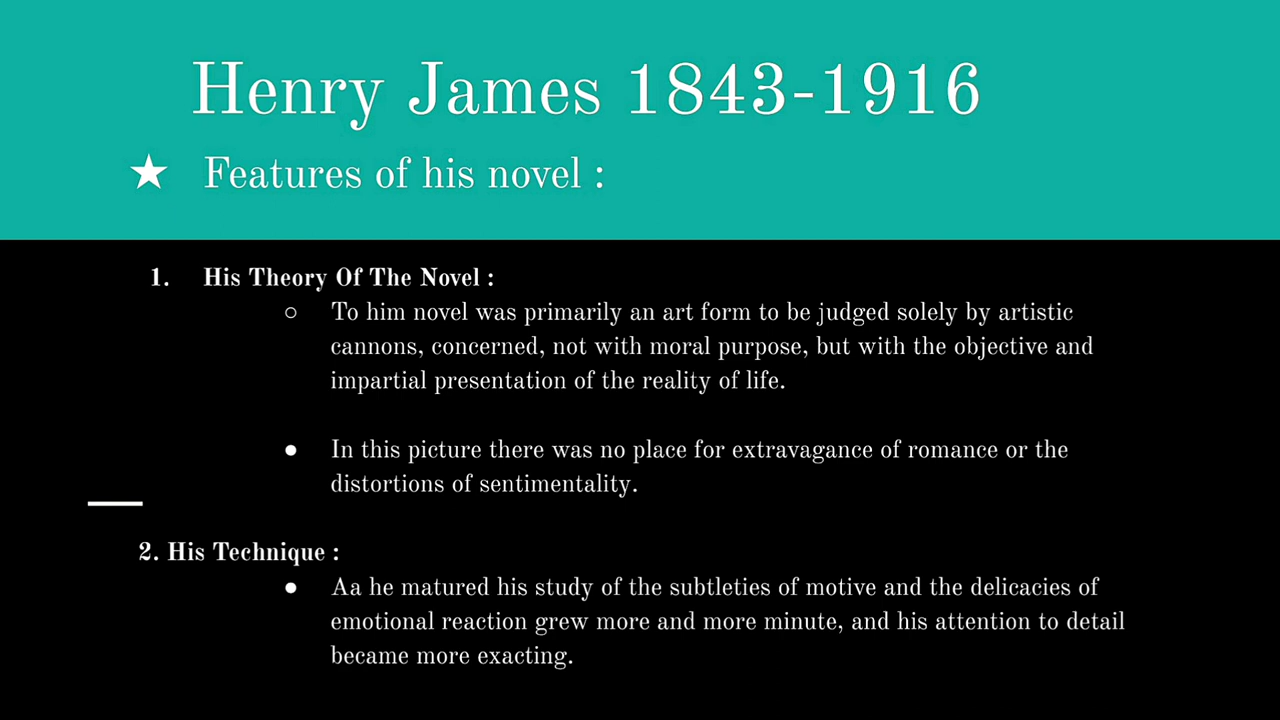 Henry James 1843-1916
★ Features of his novel :
1. His Theory Of The Novel :
○ To him novel was primarily an art form to be judged solely by artistic
cannons, concerned, not with moral purpose, but with the objective and
impartial presentation of the reality of life.
● In this picture there was no place for extravagance of romance or the
distortions of sentimentality.
2. His Technique :
● Aa he matured his study of the subtleties of motive and the delicacies of
emotional reaction grew more and more minute, and his attention to detail
became more exacting.